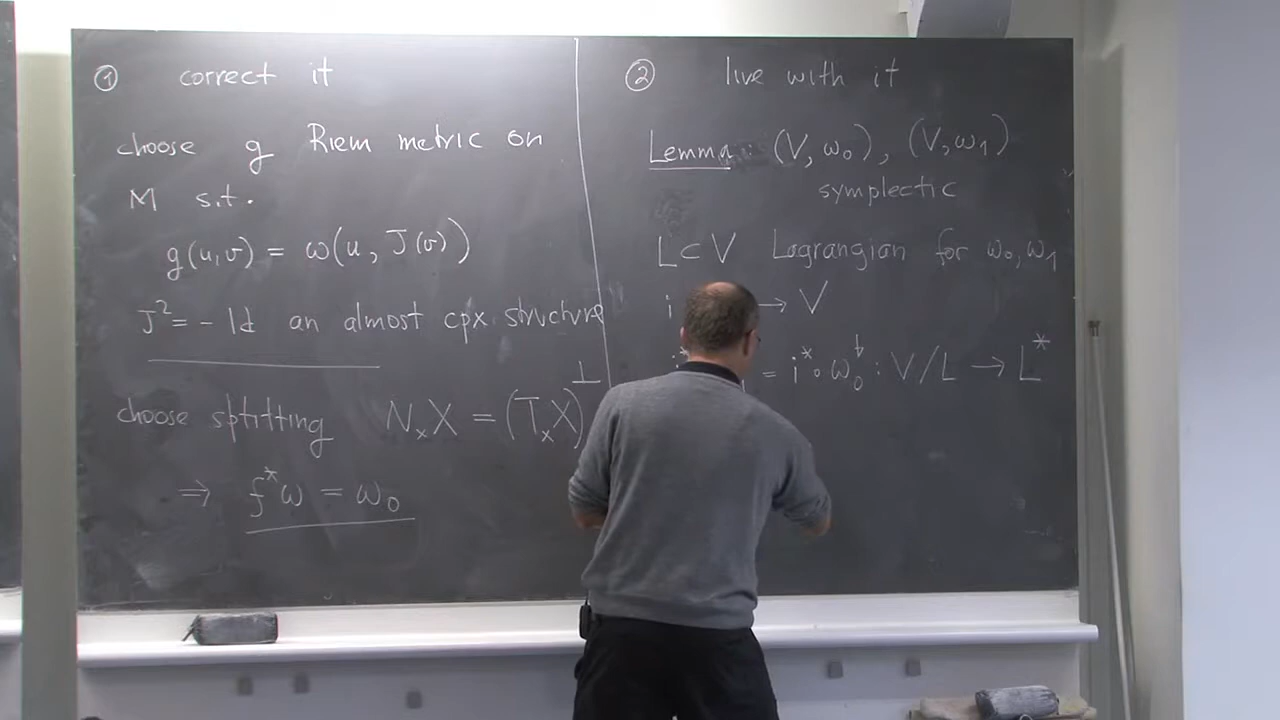 ① correct it
choose g Riem metric on
M s.t.
g(u,v) = ω(u, J(v))
J² = - Id an almost cpx. structure
choose splitting N_x X = (T_x X)^⊥
⇒ f^*ω = ω_0
② live with it
Lemma: (V, ω_0), (V, ω_1)
symplectic
L ⊂ V Lagrangian for ω_0, ω_1
i → V
i^* = i^* ∘ ω_0^♭ : V/L → L^*